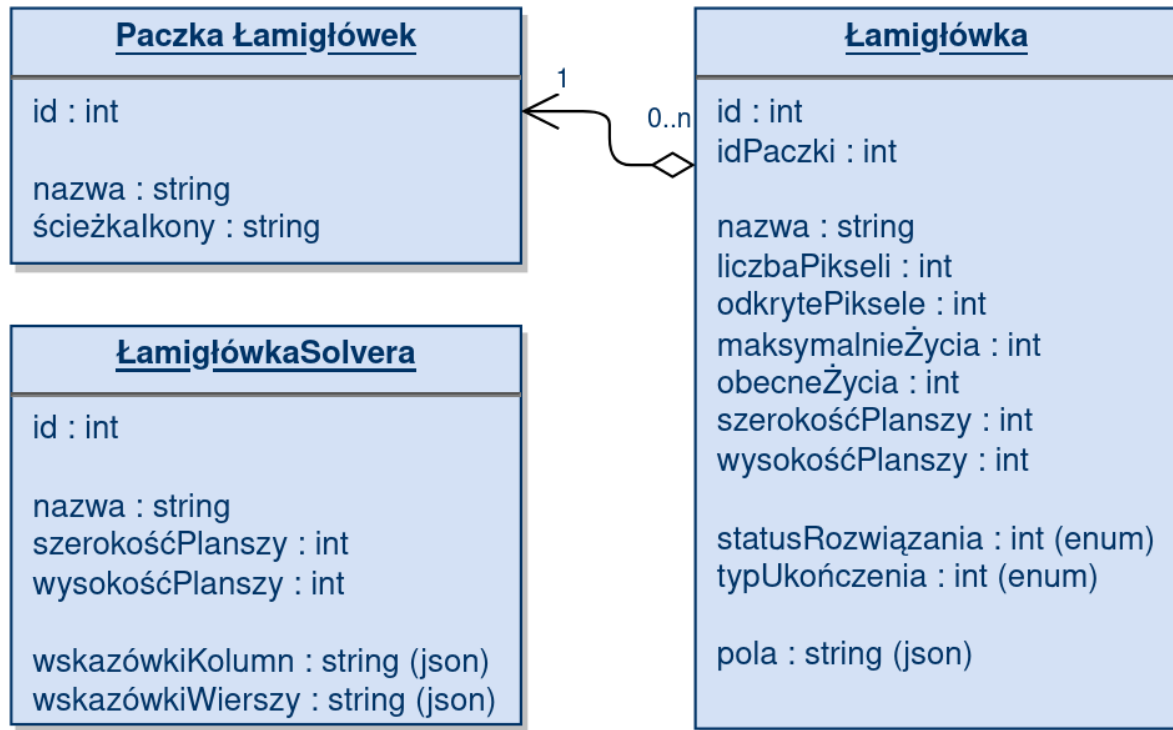 Paczka Łamigłówek
id : int
nazwa : string
ścieżkaIkony : string
1
0..n
Łamigłówka
id : int
idPaczki : int
nazwa : string
liczbaPikseli : int
odkrytePiksele : int
maksymalnieŻycia : int
obecneŻycia : int
szerokośćPlanszy : int
wysokośćPlanszy : int
statusRozwiązania : int (enum)
typUkończenia : int (enum)
pola : string (json)
ŁamigłówkaSolvera
id : int
nazwa : string
szerokośćPlanszy : int
wysokośćPlanszy : int
wskazówkiKolumn : string (json)
wskazówkiWierszy : string (json)